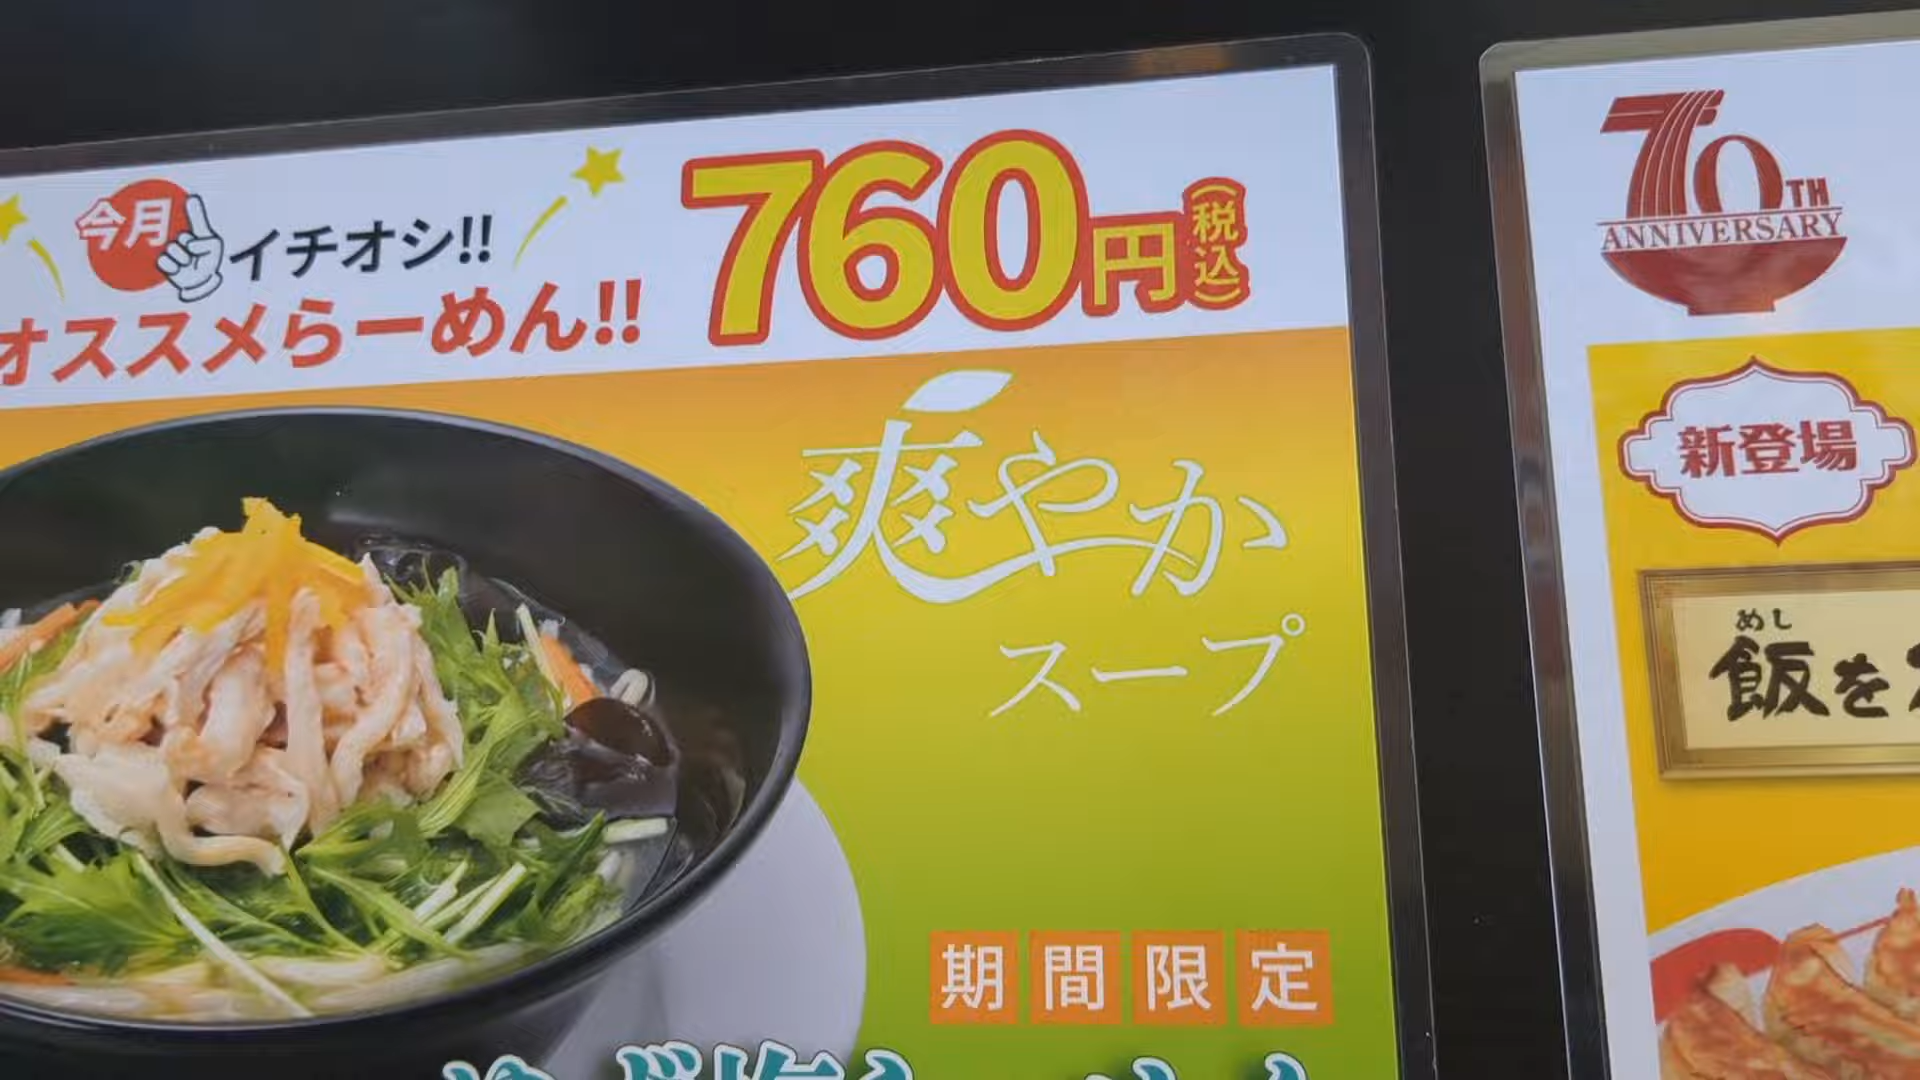 今月
イチオシ!!
オススメらーめん!!
760円(税込)
爽やか
スープ
期間限定
70TH
ANNIVERSARY
新登場
めし
飯を